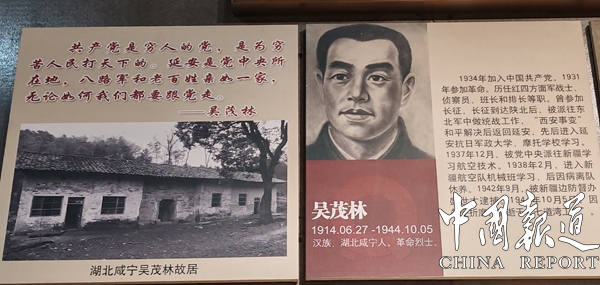 共产党是穷人的党，是为穷
苦人民打天下的。延安是党中央所
在地，八路军和老百姓亲如一家，
无论如何我们都要跟党走。
——吴茂林
湖北咸宁吴茂林故居
吴茂林
1914.06.27 -1944.10.05
汉族，湖北咸宁人。革命烈士。
1934年加入中国共产党。1931
年参加革命。历任红四方面军战士、
侦察员、班长和排长等职。曾参加
长征，长征到达陕北后，被派往东
北军中做统战工作，“西安事变”
和平解决后返回延安，先后进入延
安抗日军政大学、摩托学校学习。
1937年12月，被党中央派往新疆学
习航空技术。1938年2月，进入新
疆航空队机械班学习，后因病离队
休养。1942年9月，被新疆边防督办
中国报道
CHINA REPORT